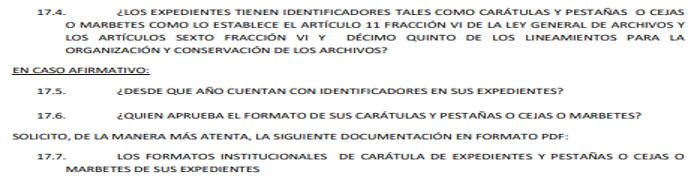 17.4. ¿LOS EXPEDIENTES TIENEN IDENTIFICADORES TALES COMO CARÁTULAS Y PESTAÑAS O CEJAS
O MARBETES COMO LO ESTABLECE EL ARTÍCULO 11 FRACCIÓN VI DE LA LEY GENERAL DE ARCHIVOS Y
LOS ARTÍCULOS SEXTO FRACCIÓN VI Y DÉCIMO QUINTO DE LOS LINEAMIENTOS PARA LA
ORGANIZACIÓN Y CONSERVACIÓN DE LOS ARCHIVOS?
EN CASO AFIRMATIVO:
17.5. ¿DESDE QUE AÑO CUENTAN CON IDENTIFICADORES EN SUS EXPEDIENTES?
17.6. ¿QUIEN APRUEBA EL FORMATO DE SUS CARÁTULAS Y PESTAÑAS O CEJAS O MARBETES?
SOLICITO, DE LA MANERA MÁS ATENTA, LA SIGUIENTE DOCUMENTACIÓN EN FORMATO PDF:
17.7. LOS FORMATOS INSTITUCIONALES DE CARÁTULA DE EXPEDIENTES Y PESTAÑAS O CEJAS O
MARBETES DE SUS EXPEDIENTES